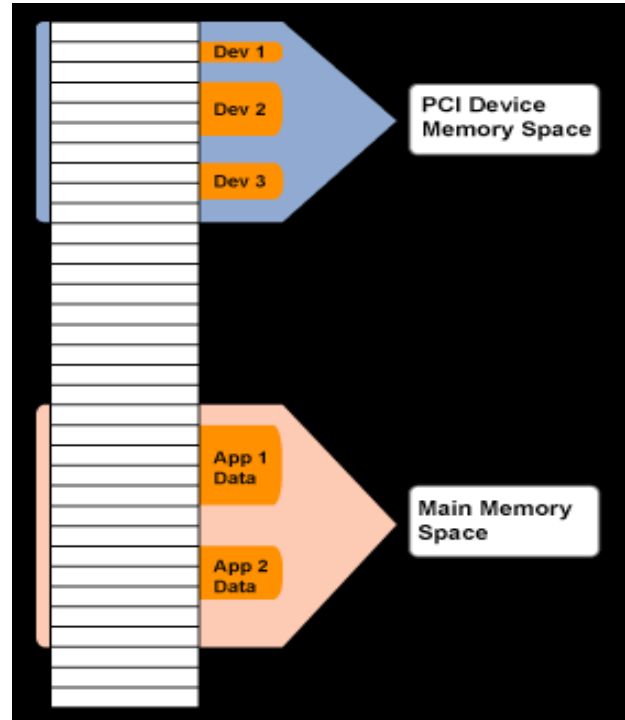 Dev 1
Dev 2
Dev 3
PCI Device
Memory Space
App 1
Data
App 2
Data
Main Memory
Space